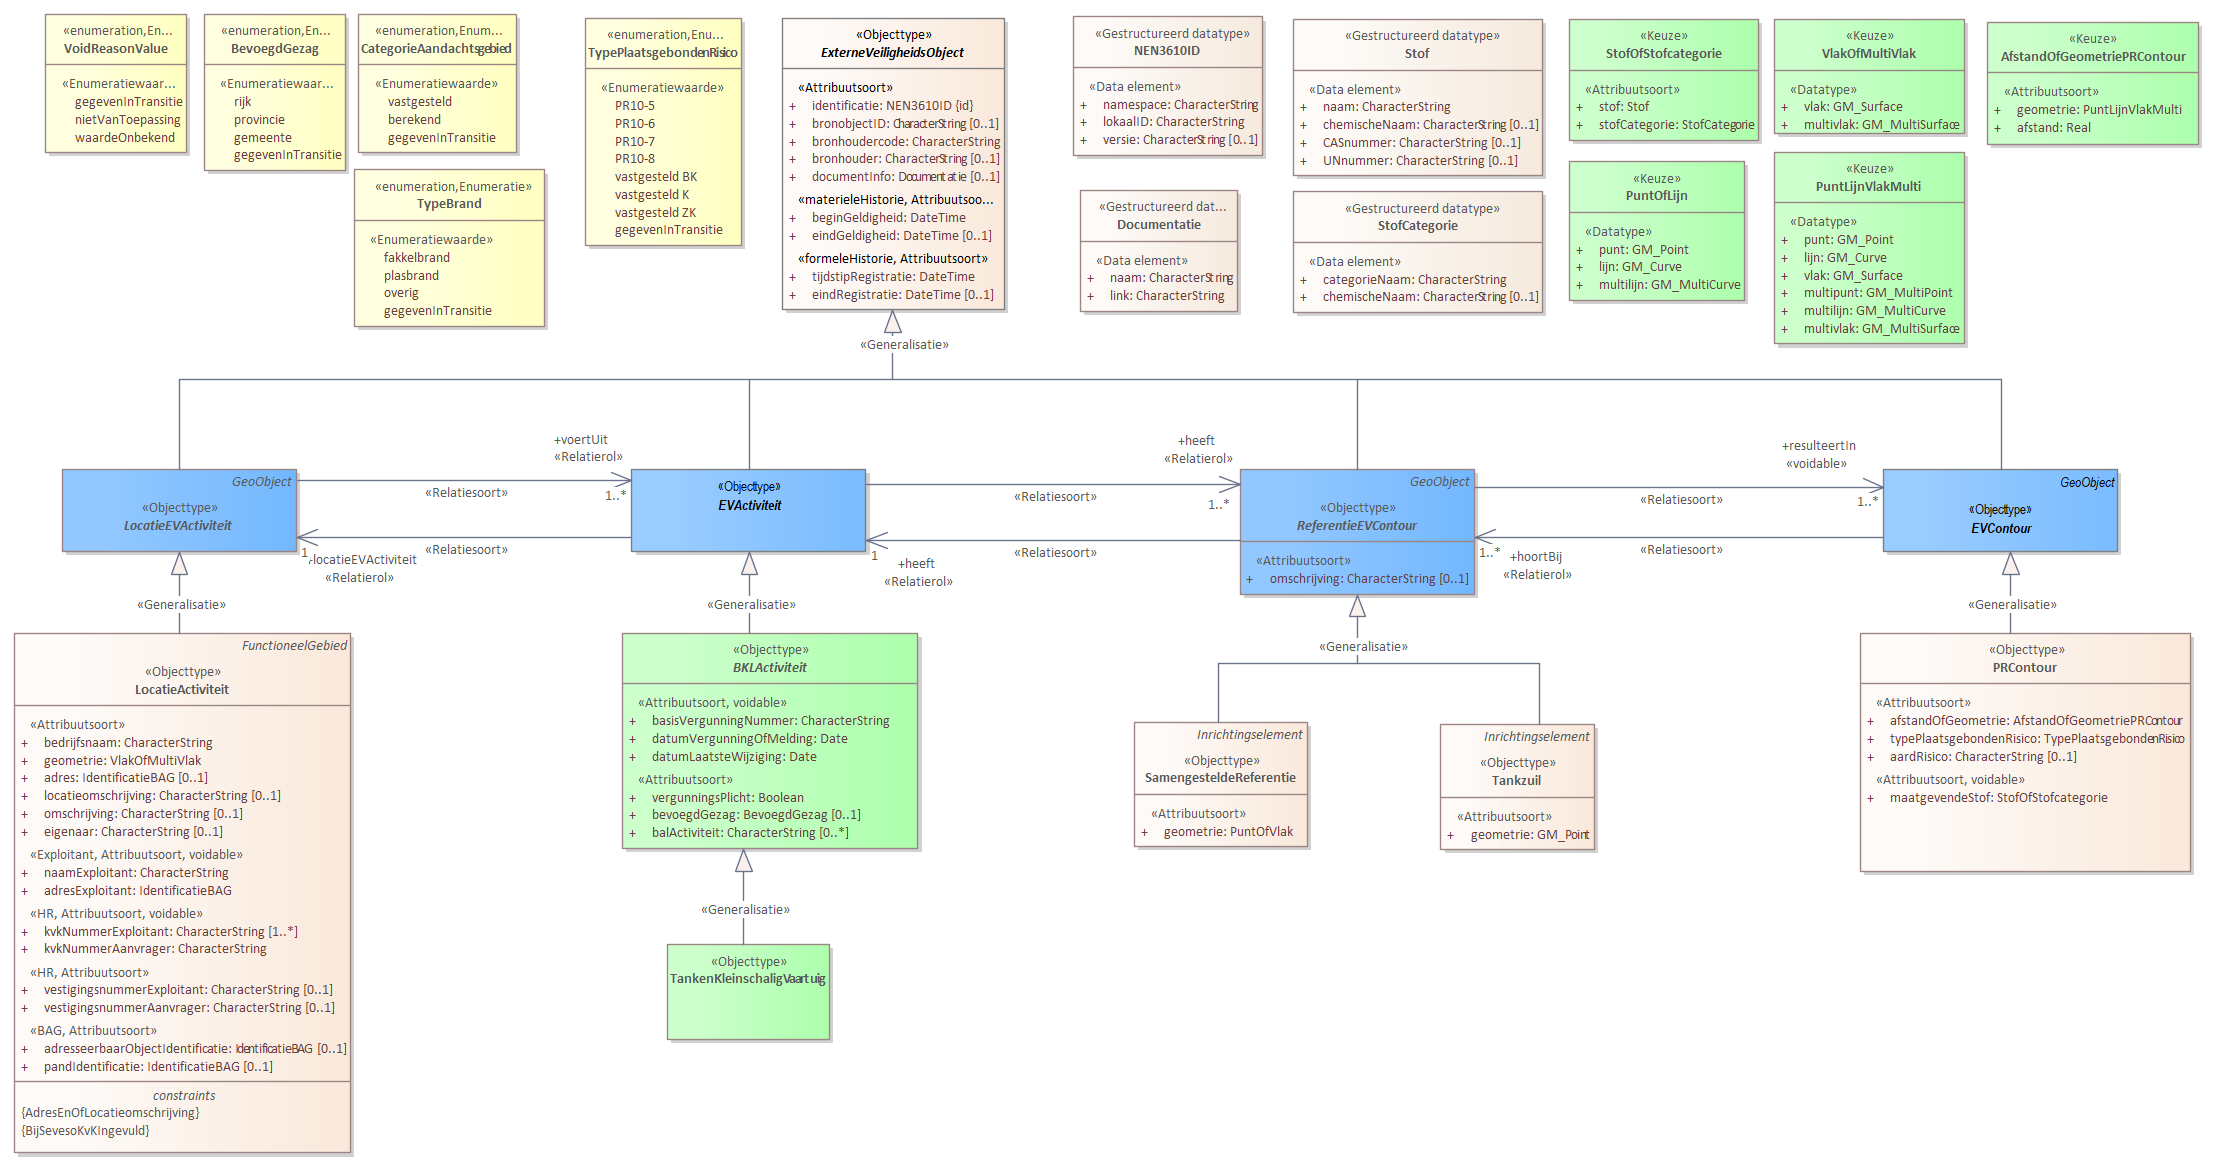 «enumeration,En...
VoidReasonValue
«Enumeratiewaar...
gegevenInTransitie
nietVanToepassing
waardeOnbekend
«enumeration,En...
BevoegdGezag
«Enumeratiewaar...
rijk
provincie
gemeente
gegevenInTransitie
«enumeration,Enum...
CategorieAandachtsgebied
«Enumeratiewaarde»
vastgesteld
berekend
gegevenInTransitie
«enumeration,Enumeratie»
TypeBrand
«Enumeratiewaarde»
fakkelbrand
plasbrand
overig
gegevenInTransitie
«enumeration,Enu...
TypePlaatsgebondenRisico
«Enumeratiewaarde»
PR10-5
PR10-6
PR10-7
PR10-8
vastgesteld BK
vastgesteld K
vastgesteld ZK
gegevenInTransitie
«Objecttype»
ExterneVeiligheidsObject
«Attribuutsoort»
+ identificatie: NEN3610ID {id}
+ bronobjectID: CharacterString [0..1]
+ bronhoudercode: CharacterString
+ bronhouder: CharacterString [0..1]
+ documentInfo: Documentatie [0..1]
«materieleHistorie, Attribuutsoo...
+ beginGeldigheid: DateTime
+ eindGeldigheid: DateTime [0..1]
«formeleHistorie, Attribuutsoort»
+ tijdstipRegistratie: DateTime
+ eindRegistratie: DateTime [0..1]
«Gestructureerd datatype»
NEN3610ID
«Data element»
+ namespace: CharacterString
+ lokaalID: CharacterString
+ versie: CharacterString [0..1]
«Gestructureerd dat...
Documentatie
«Data element»
+ naam: CharacterString
+ link: CharacterString
«Gestructureerd datatype»
Stof
«Data element»
+ naam: CharacterString
+ chemischeNaam: CharacterString [0..1]
+ CASnummer: CharacterString [0..1]
+ UNnummer: CharacterString [0..1]
«Gestructureerd datatype»
StofCategorie
«Data element»
+ categorieNaam: CharacterString
+ chemischeNaam: CharacterString [0..1]
«Keuze»
StofOfStofcategorie
«Attribuutsoort»
+ stof: Stof
+ stofCategorie: StofCategorie
«Keuze»
PuntOfLijn
«Datatype»
+ punt: GM_Point
+ lijn: GM_Curve
+ multilijn: GM_MultiCurve
«Keuze»
VlakOfMultiVlak
«Datatype»
+ vlak: GM_Surface
+ multivlak: GM_MultiSurface
«Keuze»
PuntLijnVlakMulti
«Datatype»
+ punt: GM_Point
+ lijn: GM_Curve
+ vlak: GM_Surface
+ multipunt: GM_MultiPoint
+ multilijn: GM_MultiCurve
+ multivlak: GM_MultiSurface
«Keuze»
AfstandOfGeometriePRContour
«Attribuutsoort»
+ geometrie: PuntLijnVlakMulti
+ afstand: Real
«Generalisatie»
GeoObject
«Objecttype»
LocatieEVActiviteit
+voertUit
«Relatierol»
1..*
«Relatiesoort»
«Relatiesoort»
1
-locatieEVActiviteit
«Relatierol»
«Objecttype»
EVActiviteit
+heeft
«Relatierol»
1..*
«Relatiesoort»
«Relatiesoort»
1
+heeft
«Relatierol»
GeoObject
«Objecttype»
ReferentieEVContour
«Attribuutsoort»
+ omschrijving: CharacterString [0..1]
+resulteertIn
«voidable»
1..*
«Relatiesoort»
«Relatiesoort»
1..*
+hoortBij
«Relatierol»
GeoObject
«Objecttype»
EVContour
«Generalisatie»
«Generalisatie»
«Generalisatie»
«Generalisatie»
FunctioneelGebied
«Objecttype»
LocatieActiviteit
«Attribuutsoort»
+ bedrijfsnaam: CharacterString
+ geometrie: VlakOfMultiVlak
+ adres: IdentificatieBAG [0..1]
+ locatieomschrijving: CharacterString [0..1]
+ omschrijving: CharacterString [0..1]
+ eigenaar: CharacterString [0..1]
«Exploitant, Attribuutsoort, voidable»
+ naamExploitant: CharacterString
+ adresExploitant: IdentificatieBAG
«HR, Attribuutsoort, voidable»
+ kvkNummerExploitant: CharacterString [1..*]
+ kvkNummerAanvrager: CharacterString
«HR, Attribuutsoort»
+ vestigingsnummerExploitant: CharacterString [0..1]
+ vestigingsnummerAanvrager: CharacterString [0..1]
«BAG, Attribuutsoort»
+ adresseerbaarObjectIdentificatie: IdentificatieBAG [0..1]
+ pandIdentificatie: IdentificatieBAG [0..1]
constraints
{AdresEnOfLocatieomschrijving}
{BijSevesoKvKIngevuld}
«Objecttype»
BKLActiviteit
«Attribuutsoort, voidable»
+ basisVergunningNummer: CharacterString
+ datumVergunningOfMelding: Date
+ datumLaatsteWijziging: Date
«Attribuutsoort»
+ vergunningsPlicht: Boolean
+ bevoegdGezag: BevoegdGezag [0..1]
+ balActiviteit: CharacterString [0..*]
«Generalisatie»
«Objecttype»
TankenKleinschaligVaartuig
Inrichtingselement
«Objecttype»
SamengesteldeReferentie
«Attribuutsoort»
+ geometrie: PuntOfVlak
Inrichtingselement
«Objecttype»
Tankzuil
«Attribuutsoort»
+ geometrie: GM_Point
«Objecttype»
PRContour
«Attribuutsoort»
+ afstandOfGeometrie: AfstandOfGeometriePRContour
+ typePlaatsgebondenRisico: TypePlaatsgebondenRisico
+ aardRisico: CharacterString [0..1]
«Attribuutsoort, voidable»
+ maatgevendeStof: StofOfStofcategorie